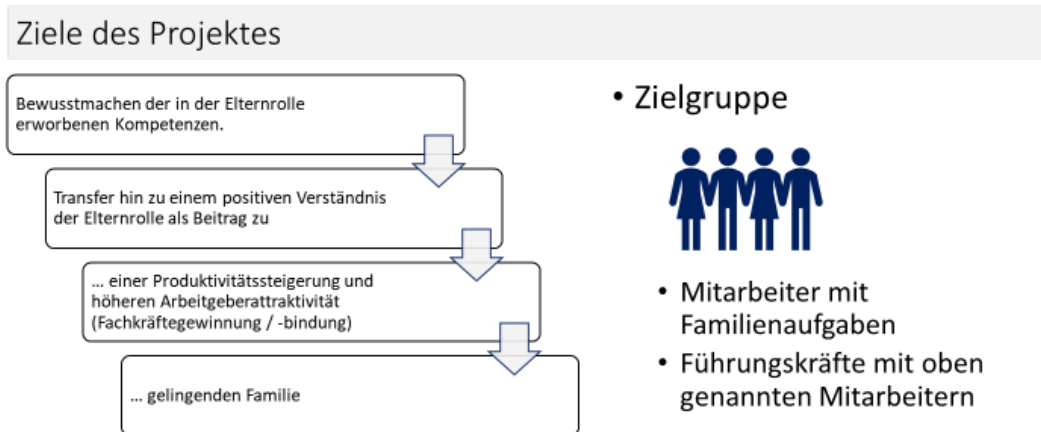 Ziele des Projektes
Bewusstmachen der in der Elternrolle
erworbenen Kompetenzen.
Transfer hin zu einem positiven Verständnis
der Elternrolle als Beitrag zu
... einer Produktivitätssteigerung und
höheren Arbeitgeberattraktivität
(Fachkräftegewinnung / -bindung)
... gelingenden Familie
• Zielgruppe
• Mitarbeiter mit
Familienaufgaben
• Führungskräfte mit oben
genannten Mitarbeitern